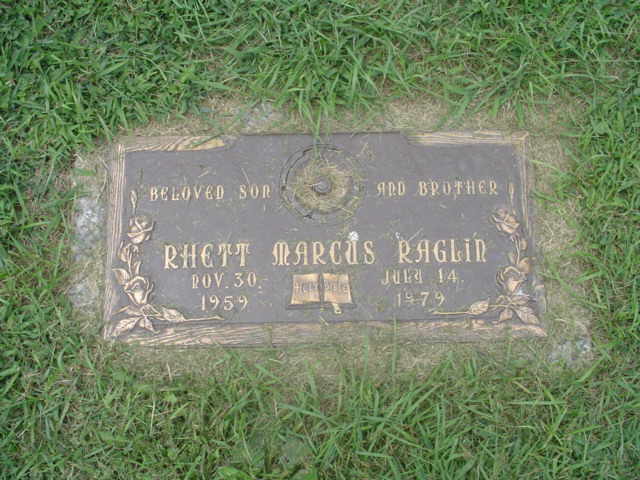 BELOVED SON AND BROTHER
RHETT MARCUS RAGLIN
NOV. 30. JULY 14.
1959 1979